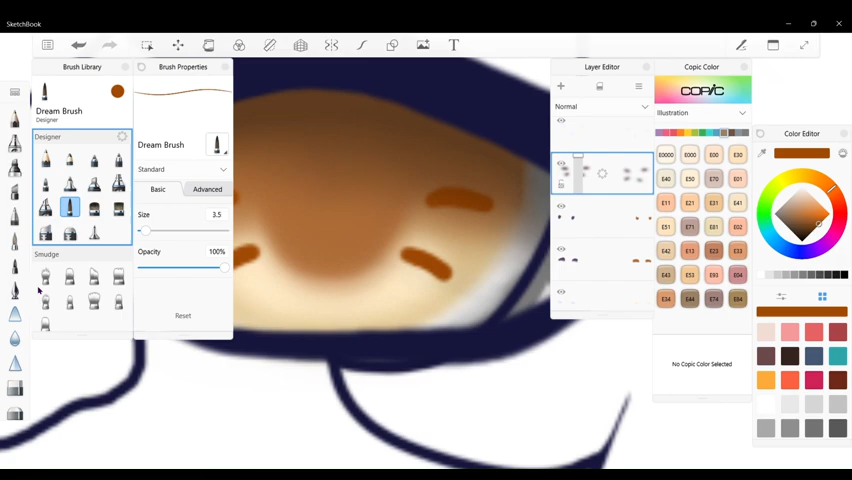 SketchBook
T
Brush Library
Brush Properties
Layer Editor
Copic Color
Dream Brush
Designer
COPIC
Normal
Illustration
Designer
Dream Brush
Color Editor
Standard
Basic
Advanced
Size
3.5
Opacity
100%
Smudge
Reset
E0000 E000 E00 E30
E40 E50 E70 E01
E11 E21 E31 E41
E51 E71 E81 E02
E42 E13 E23 E33
E43 E53 E93 E04
E34 E44 E74 E84
No Copic Color Selected